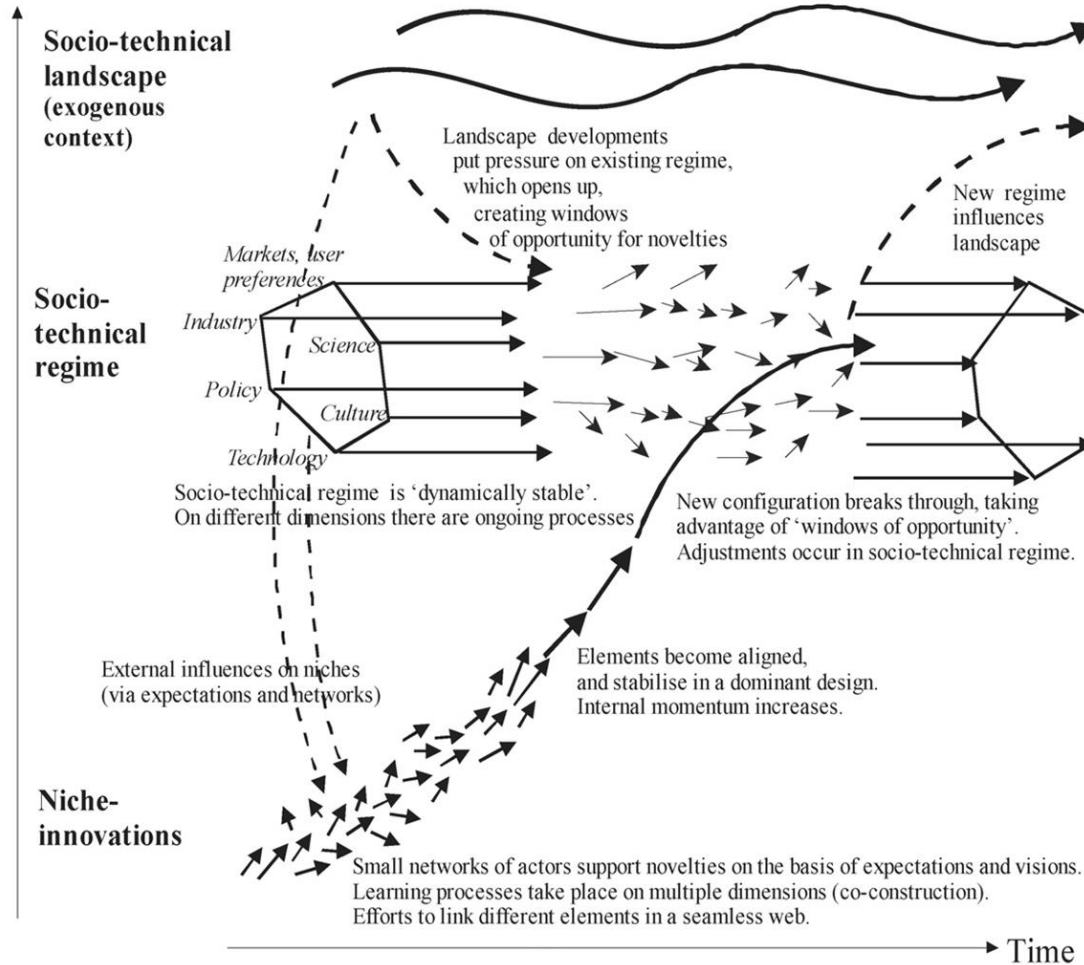 Socio-technical
landscape
(exogenous
context)
Landscape developments
put pressure on existing regime,
which opens up,
creating windows
of opportunity for novelties
New regime
influences
landscape
Socio-
technical
regime
Markets, user
preferences
Industry
Science
Policy
Culture
Technology
Socio-technical regime is ‘dynamically stable’.
On different dimensions there are ongoing processes
New configuration breaks through, taking
advantage of ‘windows of opportunity’.
Adjustments occur in socio-technical regime.
External influences on niches
(via expectations and networks)
Elements become aligned,
and stabilise in a dominant design.
Internal momentum increases.
Niche-
innovations
Small networks of actors support novelties on the basis of expectations and visions.
Learning processes take place on multiple dimensions (co-construction).
Efforts to link different elements in a seamless web.
Time